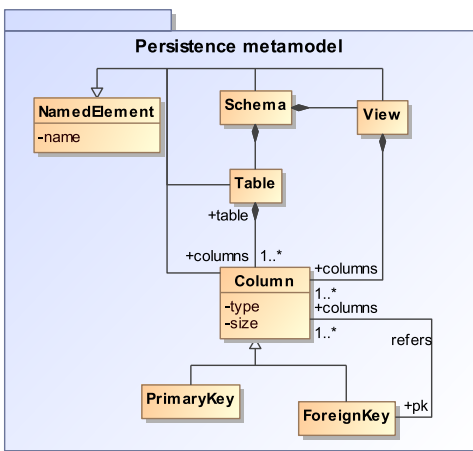 Persistence metamodel
NamedElement
-name
Schema
View
Table
+table
+columns 1..*
+columns
1..*
Column
-type
-size
+columns
1..*
refers
PrimaryKey
ForeignKey
+pk